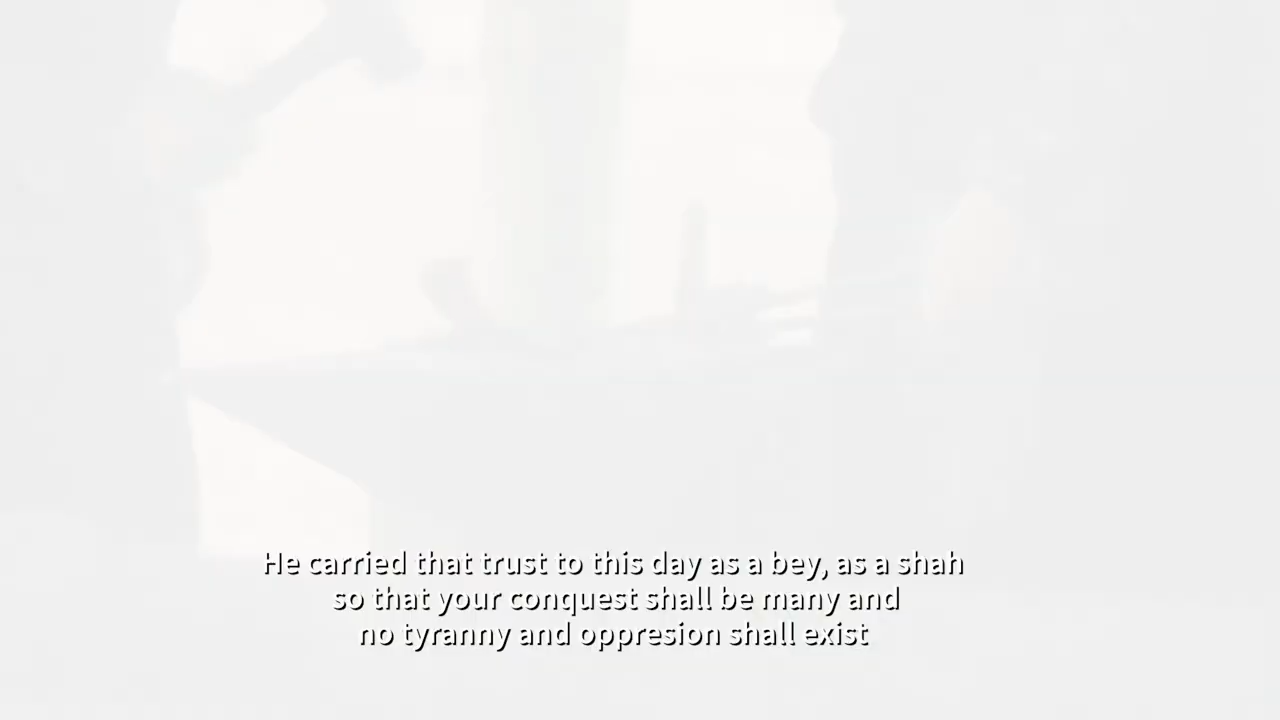 He carried that trust to this day as a bey, as a shah
so that your conquest shall be many and
no tyranny and oppresion shall exist